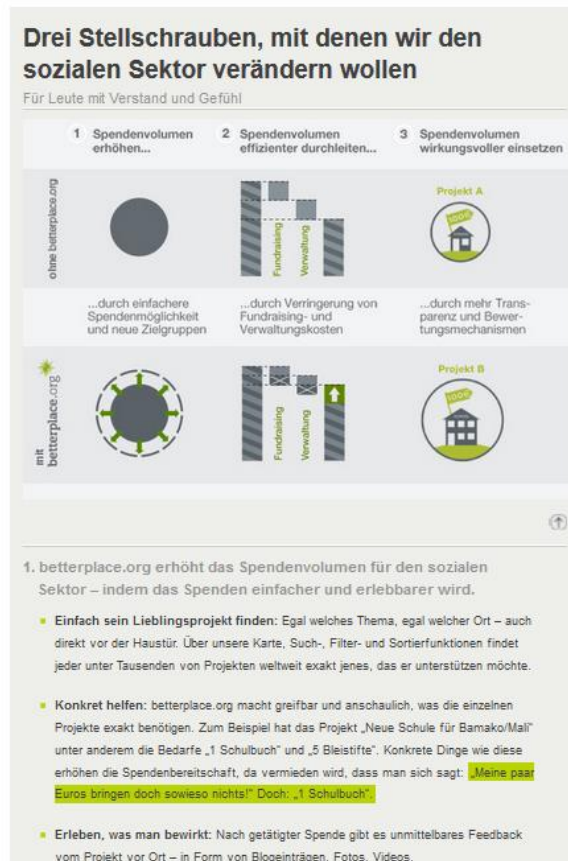 Drei Stellschrauben, mit denen wir den
sozialen Sektor verändern wollen
Für Leute mit Verstand und Gefühl
1 Spendenvolumen
erhöhen...
2 Spendenvolumen
effizienter durchleiten...
3 Spendenvolumen
wirkungsvoller einsetzen
ohne betterplace.org
Fundraising
Verwaltung
Projekt A
100€
...durch einfachere
Spendenmöglichkeit
und neue Zielgruppen
...durch Verringerung von
Fundraising- und
Verwaltungskosten
...durch mehr Trans-
parenz und Bewer-
tungsmechanismen
mit
betterplace.org
Fundraising
Verwaltung
Projekt B
100€
1. betterplace.org erhöht das Spendenvolumen für den sozialen
Sektor – indem das Spenden einfacher und erlebbarer wird.
Einfach sein Lieblingsprojekt finden: Egal welches Thema, egal welcher Ort – auch
direkt vor der Haustür. Über unsere Karte, Such-, Filter- und Sortierfunktionen findet
jeder unter Tausenden von Projekten weltweit exakt jenes, das er unterstützen möchte.
Konkret helfen: betterplace.org macht greifbar und anschaulich, was die einzelnen
Projekte exakt benötigen. Zum Beispiel hat das Projekt „Neue Schule für Bamako/Mali"
unter anderem die Bedarfe „1 Schulbuch" und „5 Bleistifte". Konkrete Dinge wie diese
erhöhen die Spendenbereitschaft, da vermieden wird, dass man sich sagt: „Meine paar
Euros bringen doch sowieso nichts!" Doch: „1 Schulbuch".
Erleben, was man bewirkt: Nach getätigter Spende gibt es unmittelbares Feedback
vom Projekt vor Ort – in Form von Blogeinträgen, Fotos, Videos.